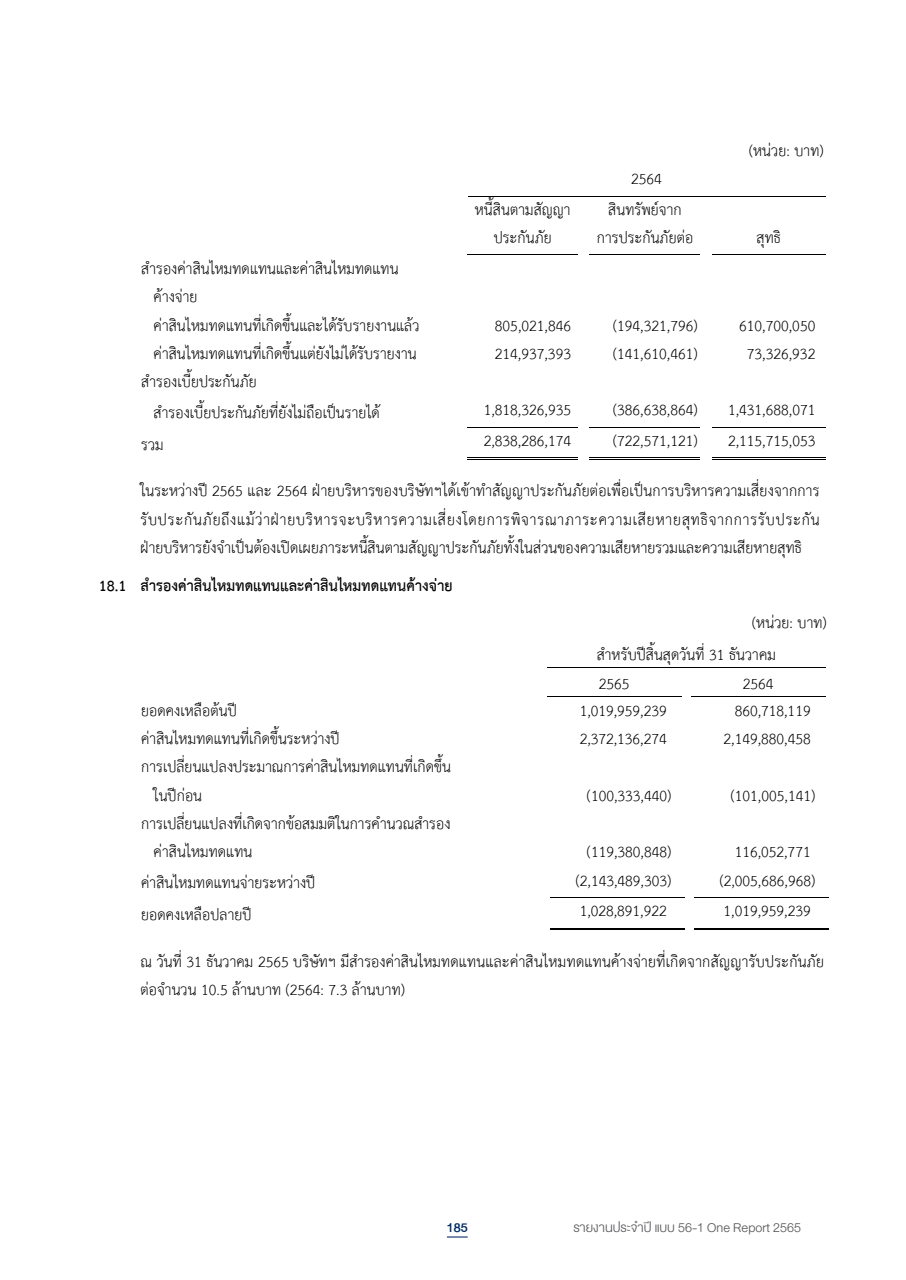 (หน่วย: บาท)
2564
หนี้สินตามสัญญา สินทรัพย์จาก
ประกันภัย การประกันภัยต่อ สุทธิ
สำรองค่าสินไหมทดแทนและค่าสินไหมทดแทน
ค้างจ่าย
ค่าสินไหมทดแทนที่เกิดขึ้นและได้รับรายงานแล้ว 805,021,846 (194,321,796) 610,700,050
ค่าสินไหมทดแทนที่เกิดขึ้นแต่ยังไม่ได้รับรายงาน 214,937,393 (141,610,461) 73,326,932
สำรองเบี้ยประกันภัย
สำรองเบี้ยประกันภัยที่ยังไม่ถือเป็นรายได้ 1,818,326,935 (386,638,864) 1,431,688,071
รวม 2,838,286,174 (722,571,121) 2,115,715,053
ในระหว่างปี 2565 และ 2564 ฝ่ายบริหารของบริษัทฯได้เข้าทำสัญญาประกันภัยต่อเพื่อเป็นการบริหารความเสี่ยงจากการ
รับประกันภัยถึงแม้ว่าฝ่ายบริหารจะบริหารความเสี่ยงโดยการพิจารณาภาระความเสียหายสุทธิจากการรับประกัน
ฝ่ายบริหารยังจำเป็นต้องเปิดเผยภาระหนี้สินตามสัญญาประกันภัยทั้งในส่วนของความเสียหายรวมและความเสียหายสุทธิ
18.1 สำรองค่าสินไหมทดแทนและค่าสินไหมทดแทนค้างจ่าย
(หน่วย: บาท)
สำหรับปีสิ้นสุดวันที่ 31 ธันวาคม
2565 2564
ยอดคงเหลือต้นปี 1,019,959,239 860,718,119
ค่าสินไหมทดแทนที่เกิดขึ้นระหว่างปี 2,372,136,274 2,149,880,458
การเปลี่ยนแปลงประมาณการค่าสินไหมทดแทนที่เกิดขึ้น
ในปีก่อน (100,333,440) (101,005,141)
การเปลี่ยนแปลงที่เกิดจากข้อสมมติในการคำนวณสำรอง
ค่าสินไหมทดแทน (119,380,848) 116,052,771
ค่าสินไหมทดแทนจ่ายระหว่างปี (2,143,489,303) (2,005,686,968)
ยอดคงเหลือปลายปี 1,028,891,922 1,019,959,239
ณ วันที่ 31 ธันวาคม 2565 บริษัทฯ มีสำรองค่าสินไหมทดแทนและค่าสินไหมทดแทนค้างจ่ายที่เกิดจากสัญญารับประกันภัย
ต่อจำนวน 10.5 ล้านบาท (2564: 7.3 ล้านบาท)
185 รายงานประจำปี แบบ 56-1 One Report 2565